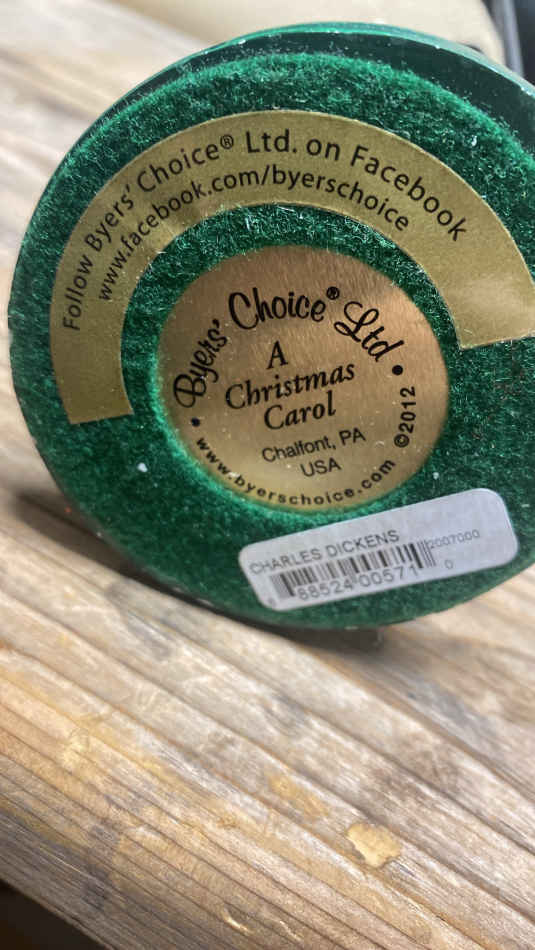 Follow Byers' Choice® Ltd. on Facebook
www.facebook.com/byerschoice
Byers' Choice® Ltd
A
Christmas
Carol
Chalfont, PA
USA
©2012
www.byerschoice.com
CHARLES DICKENS
2007000
88524 00571
0